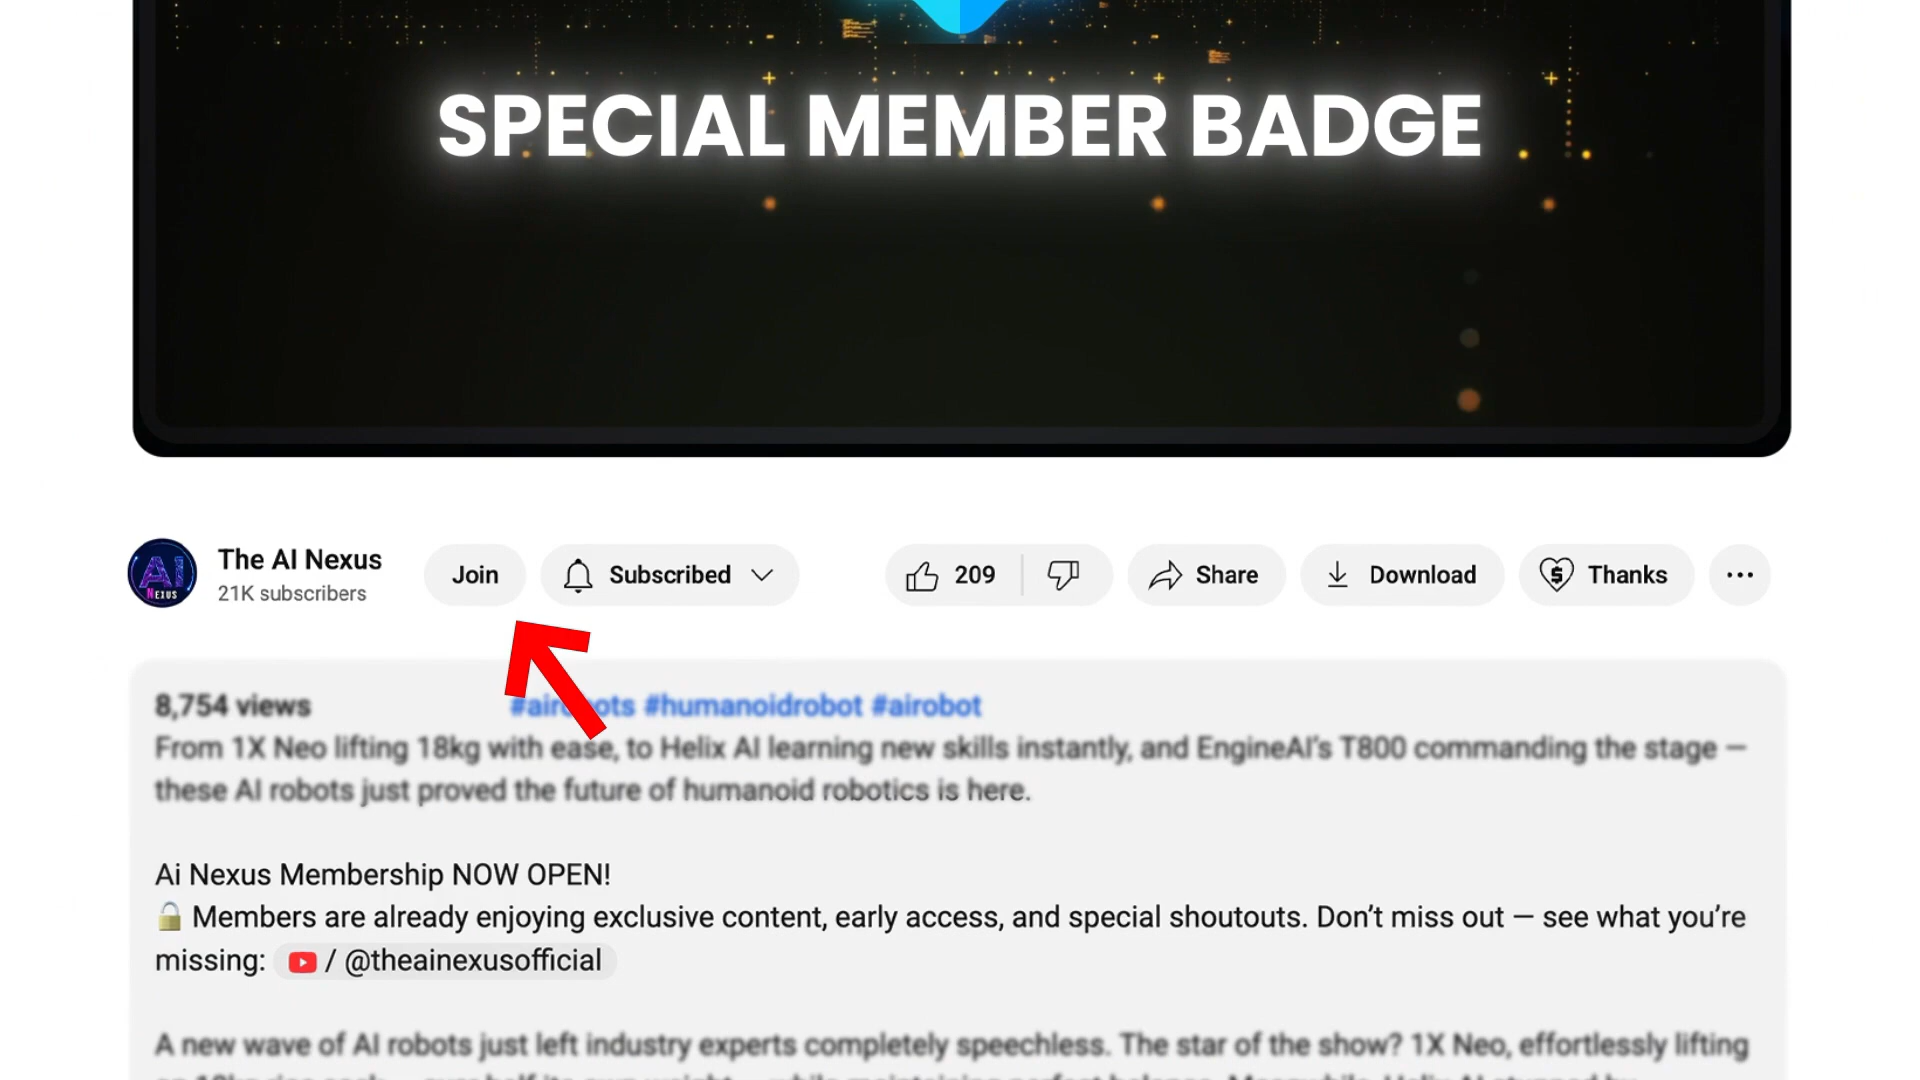 SPECIAL MEMBER BADGE
AI
NEXUS
The AI Nexus
21K subscribers
Join
Subscribed
209
Share
Download
Thanks
8,754 views #airobots #humanoidrobot #airobot
From 1X Neo lifting 18kg with ease, to Helix AI learning new skills instantly, and EngineAI’s T800 commanding the stage —
these AI robots just proved the future of humanoid robotics is here.
Ai Nexus Membership NOW OPEN!
🔓 Members are already enjoying exclusive content, early access, and special shoutouts. Don’t miss out — see what you’re
missing: / @theainexusofficial
A new wave of AI robots just left industry experts completely speechless. The star of the show? 1X Neo, effortlessly lifting